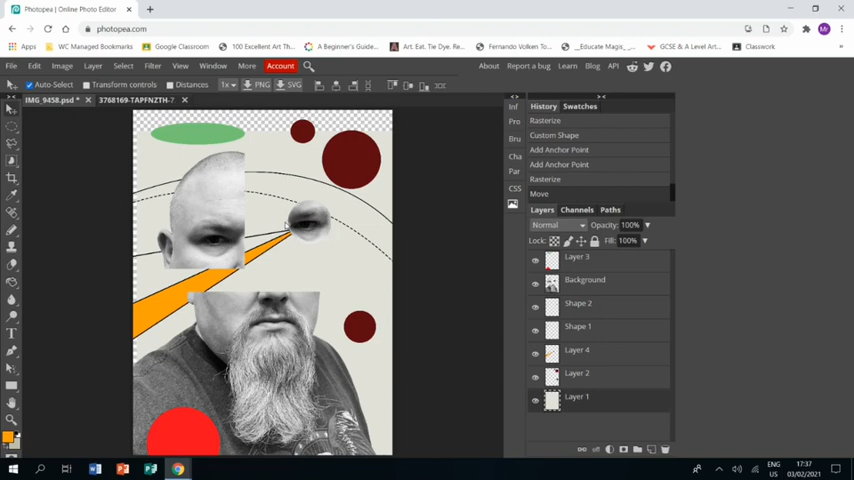 Photopea | Online Photo Editor
photopea.com
Apps WC Managed Bookmarks Google Classroom 100 Excellent Art Th... A Beginner's Guide... Art. Eat. Tie Dye. Rest... Fernando Volken To... __Educate Magis_... GCSE & A Level Art... Classwork
File Edit Image Layer Select Filter View Window More Account About Report a bug Learn Blog API
Auto-Select Transform controls Distances 1x PNG SVG
IMG_9458.psd * 3768169-TAPFNZTH-7
Inf
Pro
Bru
Cha
Par
CSS
History Swatches
Rasterize
Custom Shape
Add Anchor Point
Add Anchor Point
Rasterize
Move
Layers Channels Paths
Normal Opacity: 100%
Lock: Fill: 100%
Layer 3
Background
Shape 2
Shape 1
Layer 4
Layer 2
Layer 1
Mr
eff
ENG
US
17:37
03/02/2021